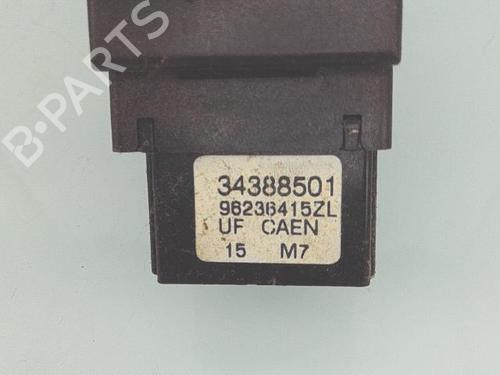 B-PARTS
34388501
96236415ZL
UF CAEN
15 M7